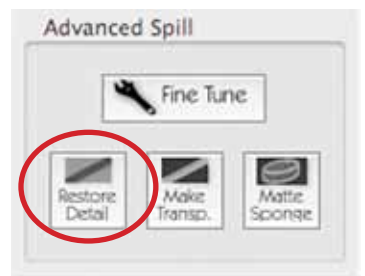 Advanced Spill
Fine Tune
Restore
Detail
Make
Transp.
Matte
Sponge